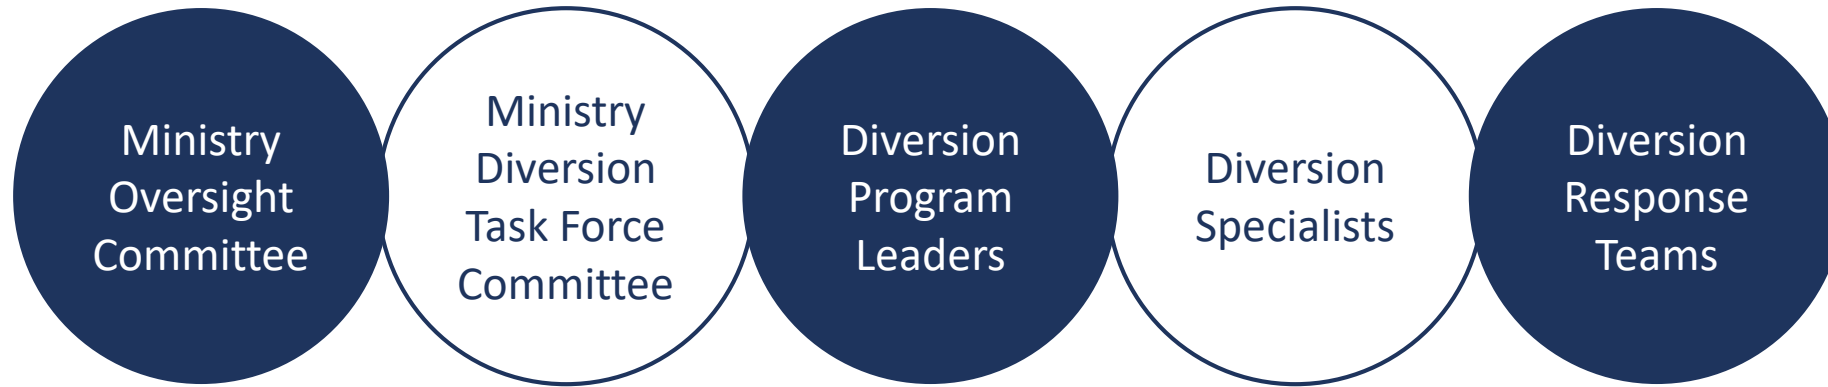 Ministry
Oversight
Committee
Ministry
Diversion
Task Force
Committee
Diversion
Program
Leaders
Diversion
Specialists
Diversion
Response
Teams